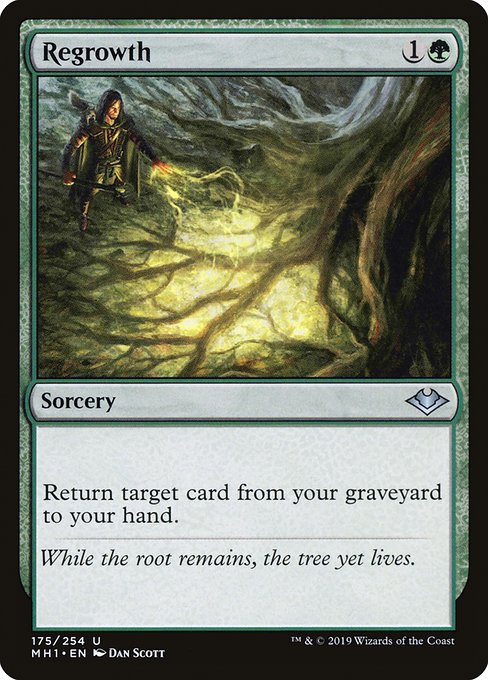 Regrowth 1
Sorcery
Return target card from your graveyard
to your hand.
While the root remains, the tree yet lives.
175/254 U
MH1 • EN Dan Scott
™ & © 2019 Wizards of the Coast